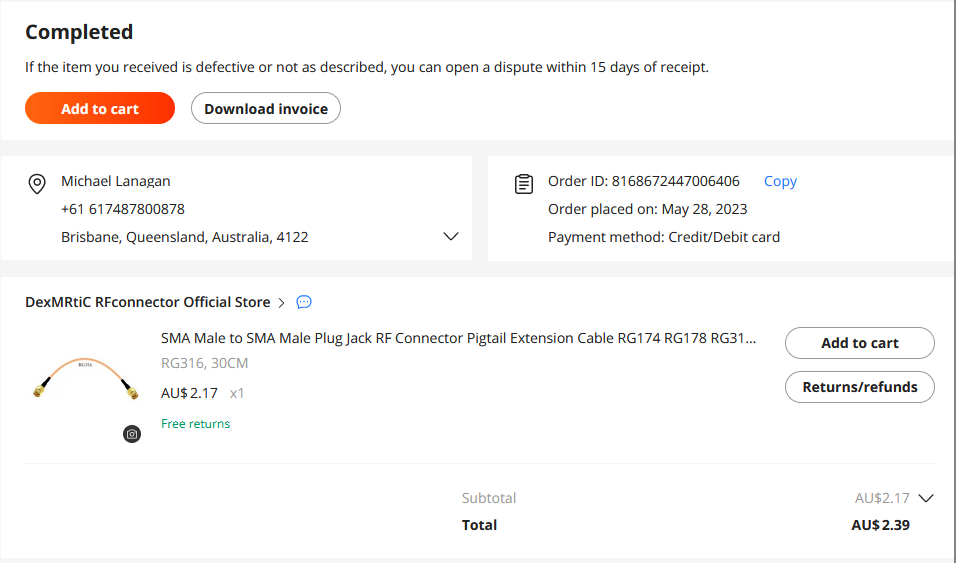 Completed
If the item you received is defective or not as described, you can open a dispute within 15 days of receipt.
Add to cart
Download invoice
Michael Lanagan
+61 617487800878
Brisbane, Queensland, Australia, 4122
Order ID: 8168672447006406
Copy
Order placed on: May 28, 2023
Payment method: Credit/Debit card
DexMRtiC RFconnector Official Store
SMA Male to SMA Male Plug Jack RF Connector Pigtail Extension Cable RG174 RG178 RG31...
RG316, 30CM
AU$2.17 x1
Free returns
RG316
Add to cart
Returns/refunds
Subtotal
AU$2.17
Total
AU$2.39